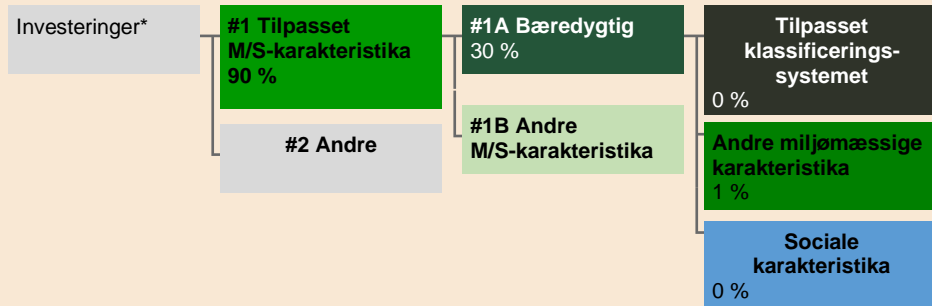 Investeringer*
#1 Tilpasset
M/S-karakteristika
90 %
#2 Andre
#1A Bæredygtig
30 %
#1B Andre
M/S-karakteristika
Tilpasset
klassificerings-
systemet
0 %
Andre miljømæssige
karakteristika
1 %
Sociale
karakteristika
0 %